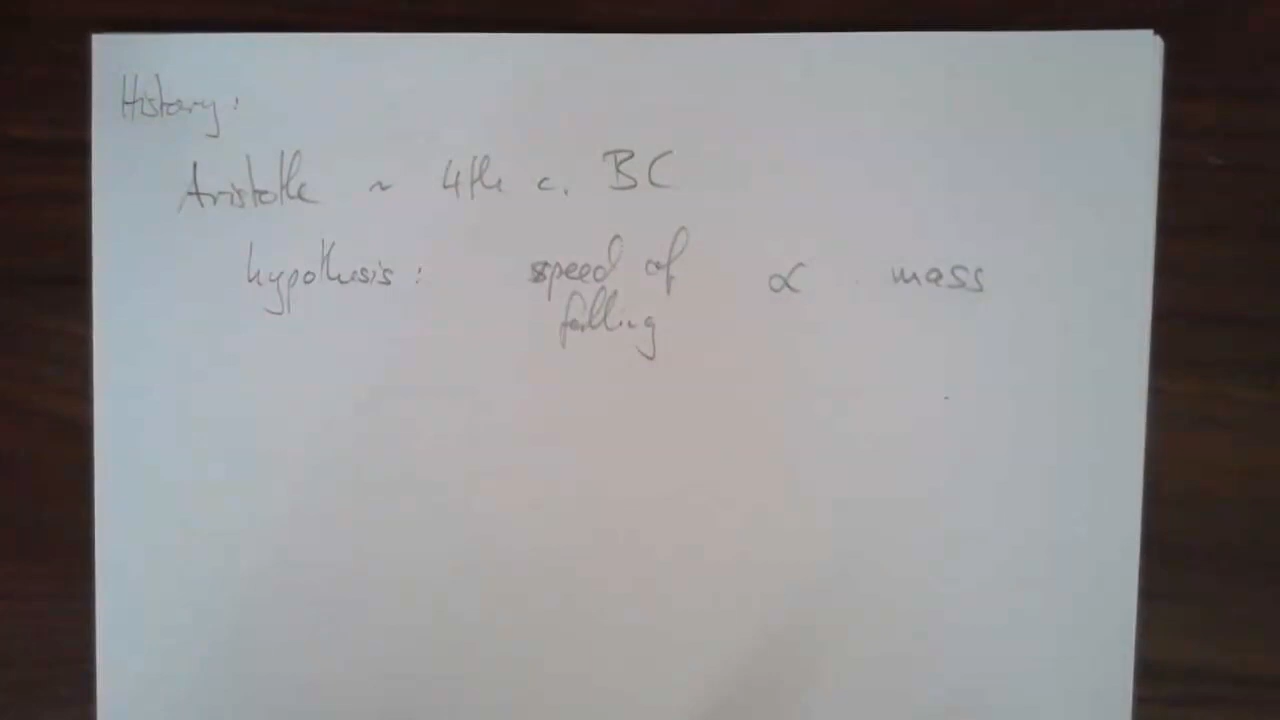 History:
Aristotle ~ 4th c. BC
hypothesis: speed of ∝ mass
falling